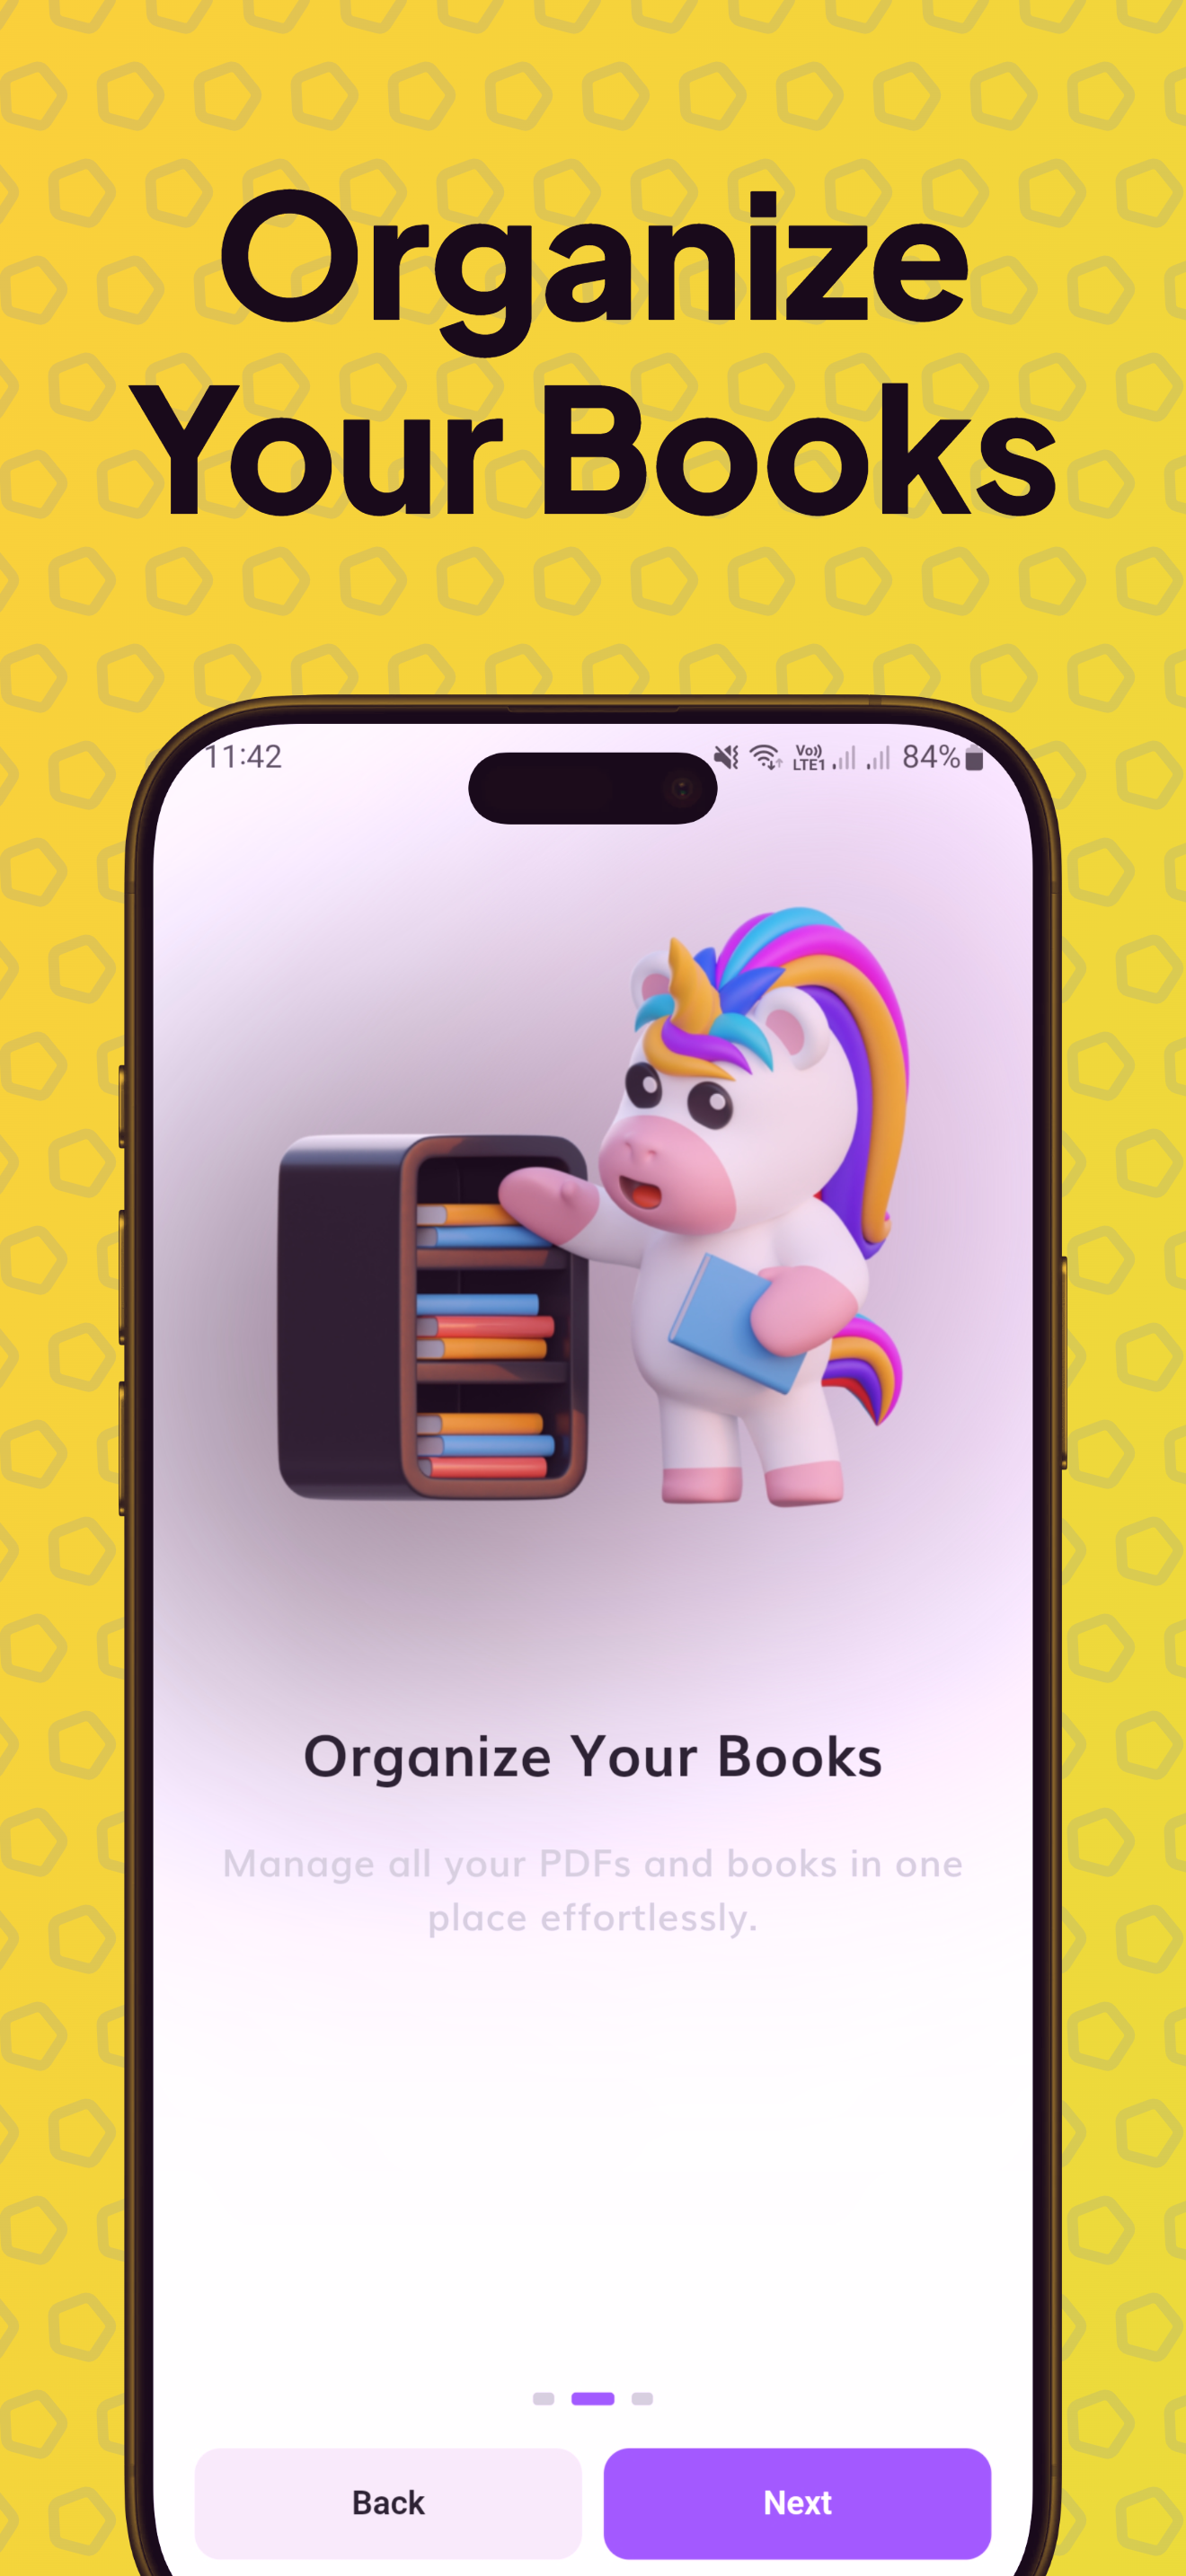 Organize
Your Books
11:42
Vo)) LTE1 84%
Organize Your Books
Manage all your PDFs and books in one
place effortlessly.
Back
Next